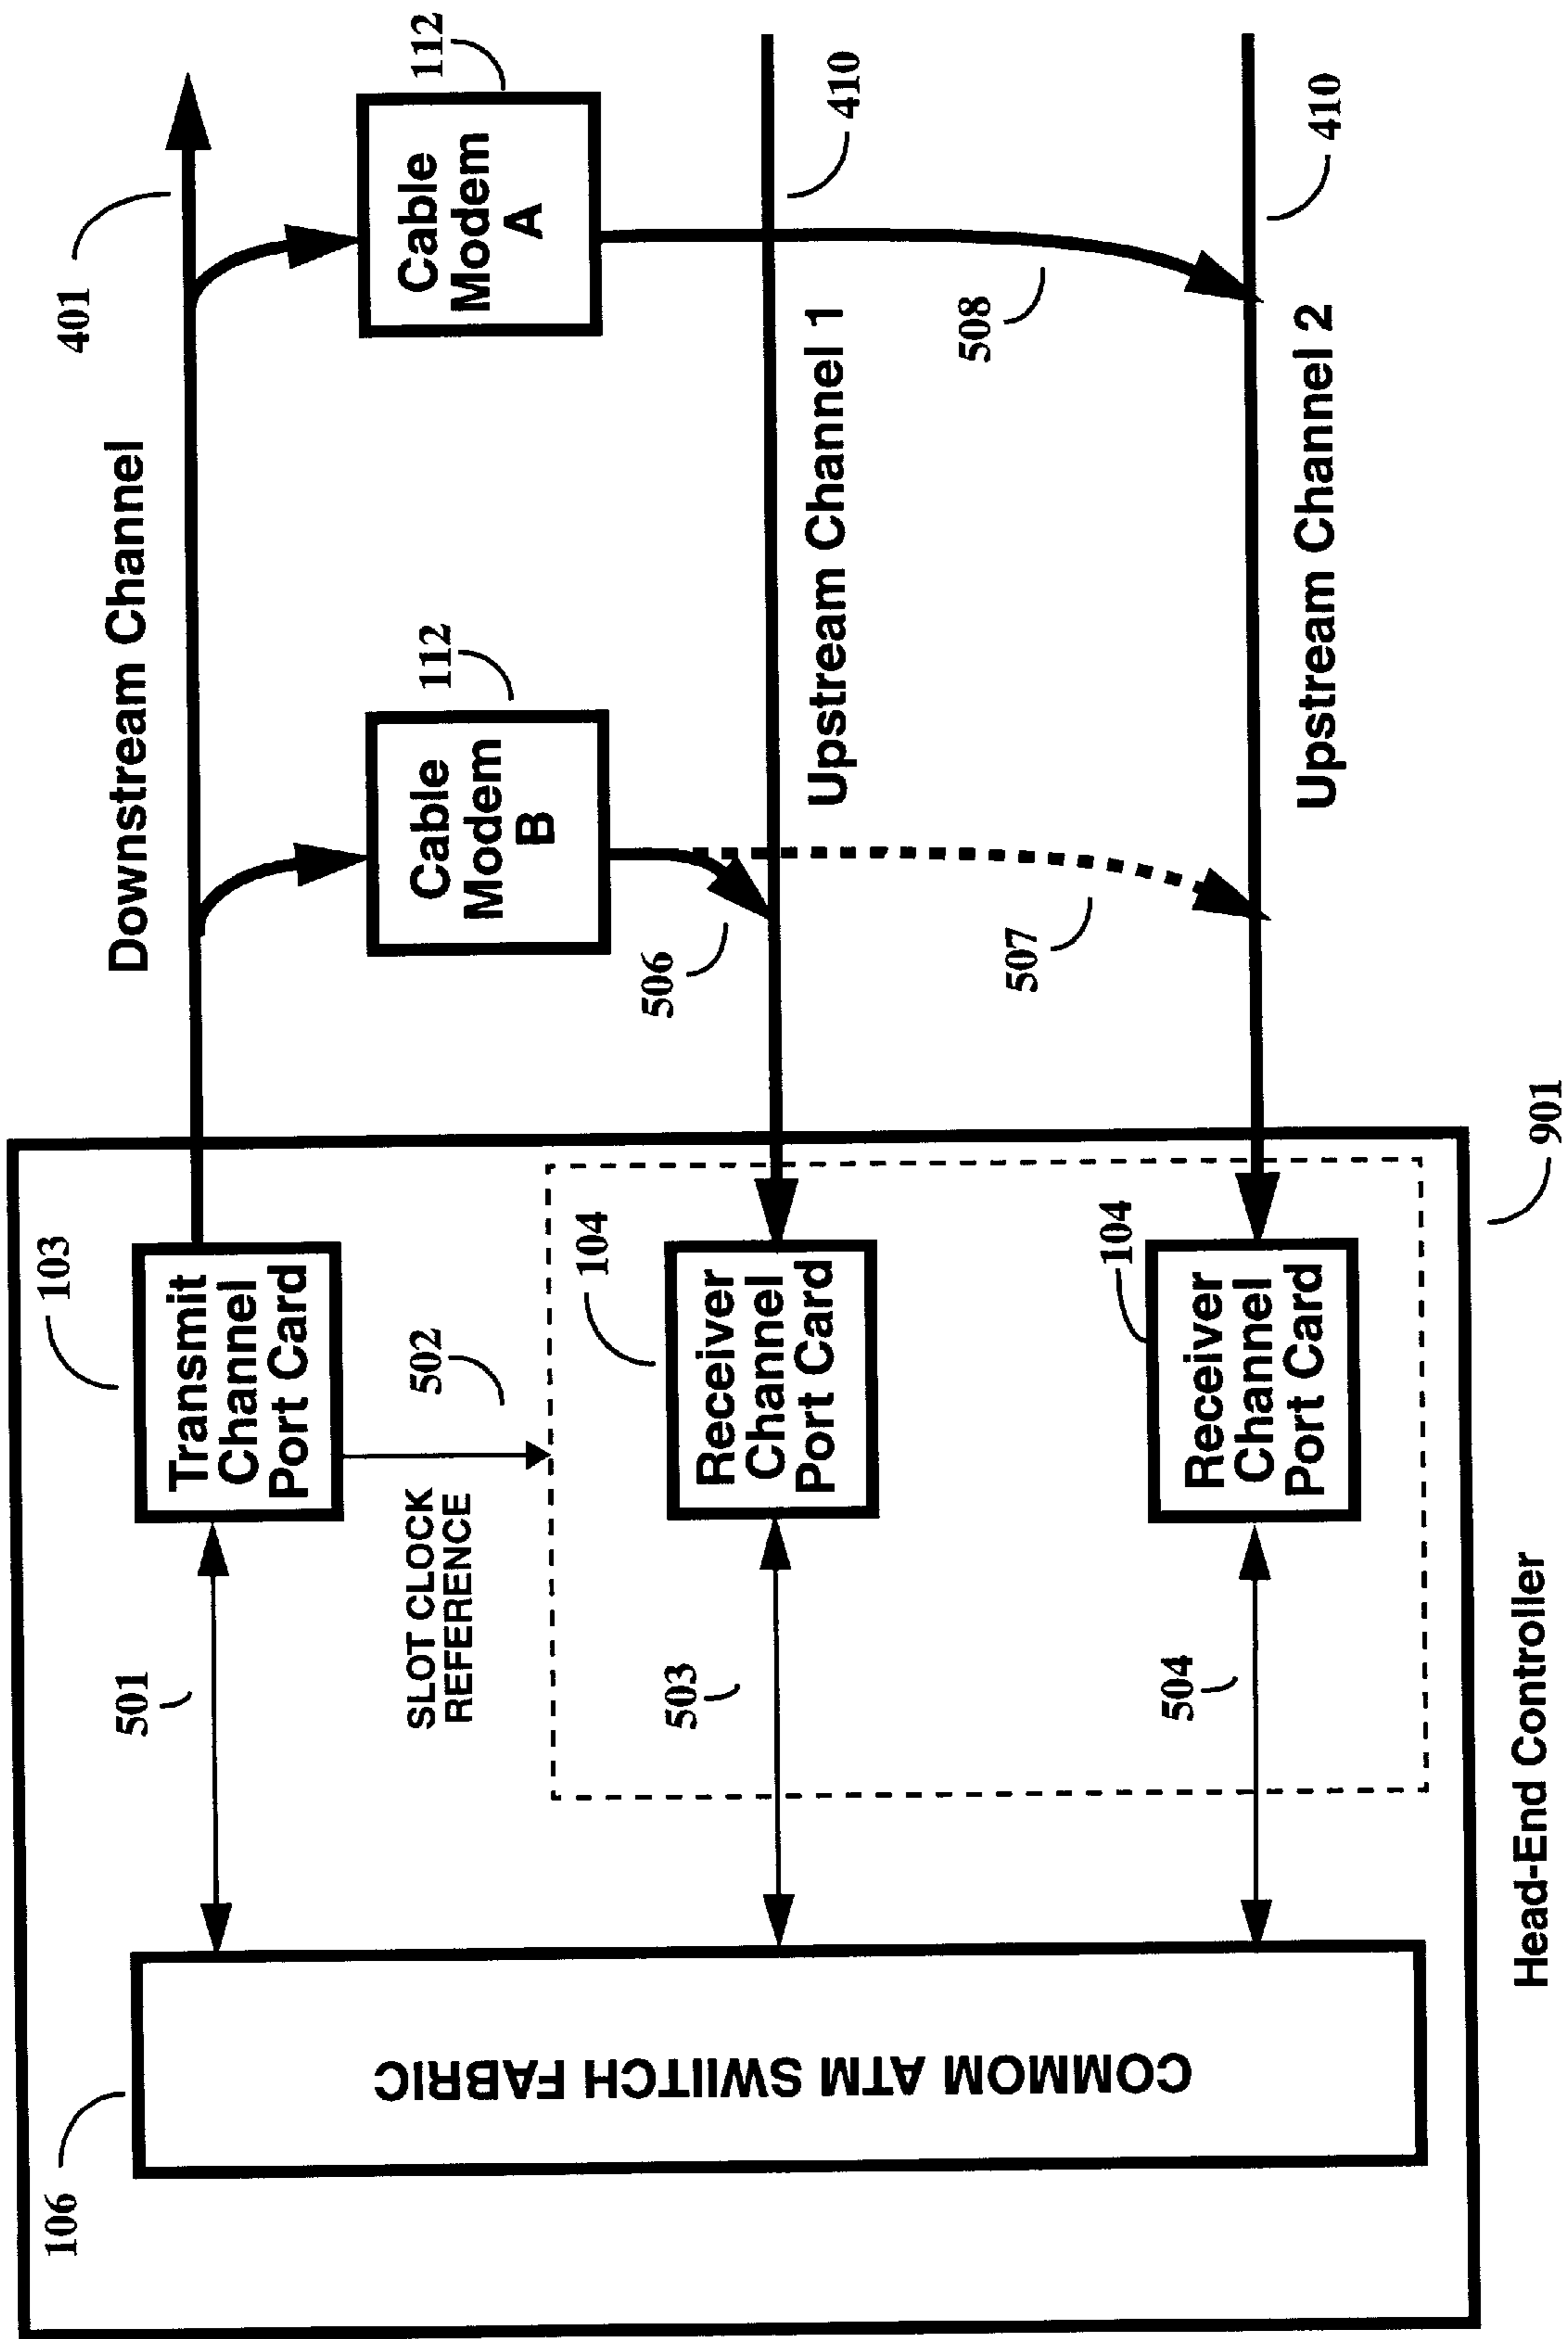 106
COMMOM ATM SWIITCH FABRIC
501
103
Transmit
Channel
Port Card
SLOT CLOCK
REFERENCE
502
503
104
Receiver
Channel
Port Card
504
104
Receiver
Channel
Port Card
Head-End Controller
901
Downstream Channel
401
Cable
Modem
B
112
Cable
Modem
A
112
506
Upstream Channel 1
410
507
508
Upstream Channel 2
410